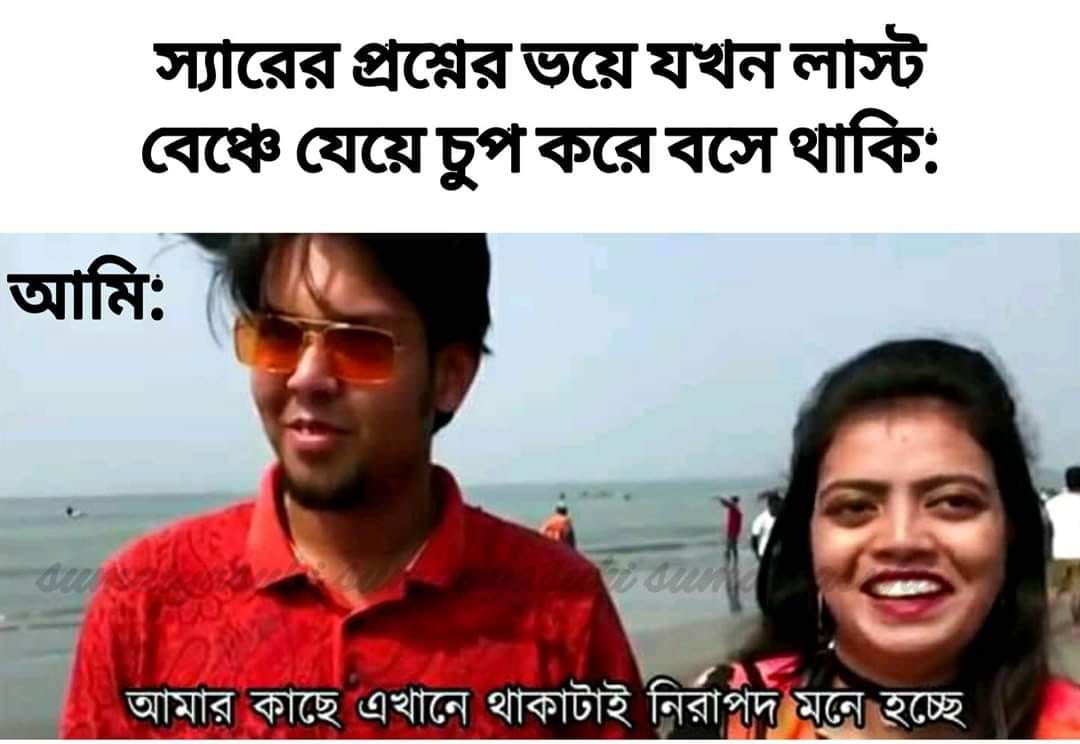 স্যারের প্রশ্নের ভয়ে যখন লাস্ট
বেঞ্চে যেয়ে চুপ করে বসে থাকি:
আমি:
আমার কাছে এখানে থাকাটাই নিরাপদ মনে হচ্ছে